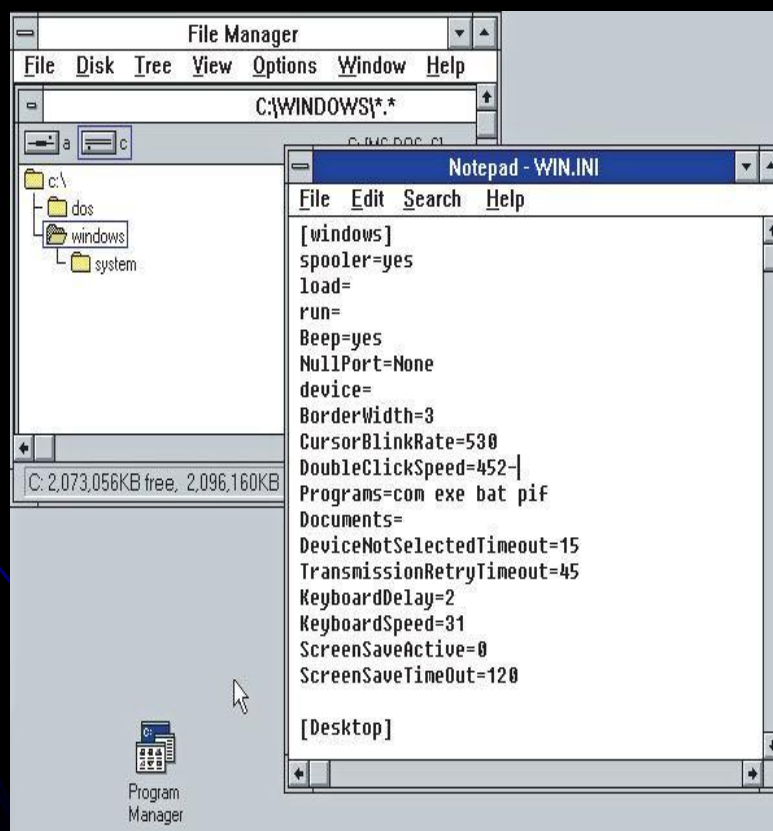 File Manager
File Disk Tree View Options Window Help
C:\WINDOWS\*.*
a c
c:\
dos
windows
system
C: 2,073,056KB free, 2,096,160KB
Notepad - WIN.INI
File Edit Search Help
[windows]
spooler=yes
load=
run=
Beep=yes
NullPort=None
device=
BorderWidth=3
CursorBlinkRate=530
DoubleClickSpeed=452-
Programs=com exe bat pif
Documents=
DeviceNotSelectedTimeout=15
TransmissionRetryTimeout=45
KeyboardDelay=2
KeyboardSpeed=31
ScreenSaveActive=0
ScreenSaveTimeOut=120
[Desktop]
Program
Manager